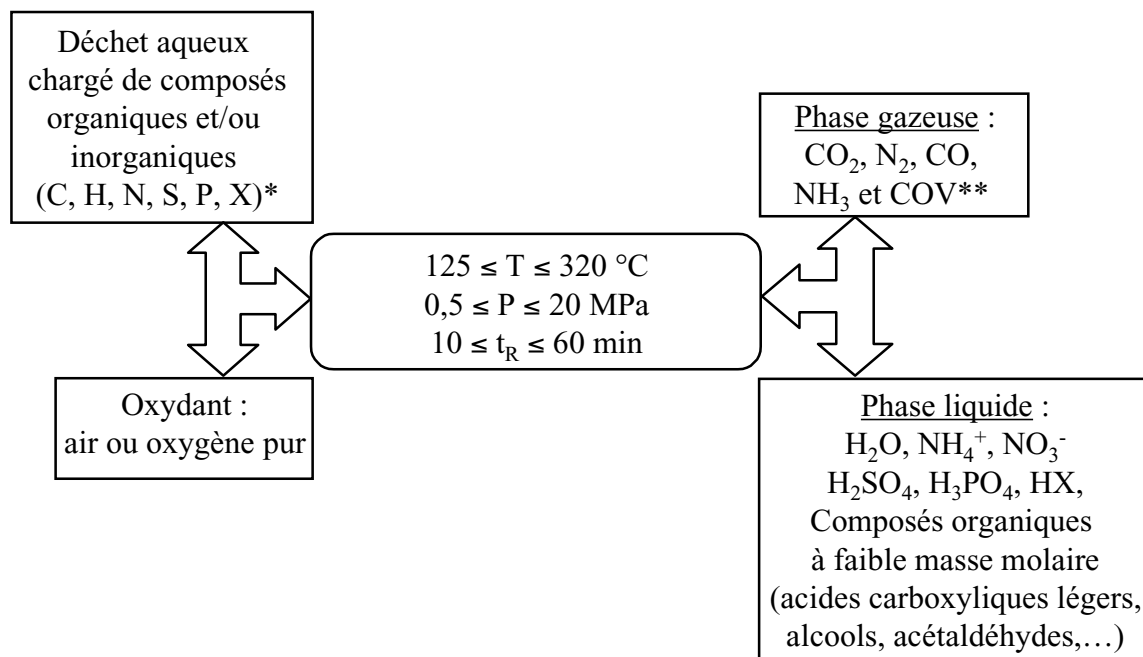 Déchet aqueux
chargé de composés
organiques et/ou
inorganiques
(C, H, N, S, P, X)*
Oxydant :
air ou oxygène pur
125 ≤ T ≤ 320 °C
0,5 ≤ P ≤ 20 MPa
10 ≤ t_R ≤ 60 min
Phase gazeuse :
CO₂, N₂, CO,
NH₃ et COV**
Phase liquide :
H₂O, NH₄⁺, NO₃⁻
H₂SO₄, H₃PO₄, HX,
Composés organiques
à faible masse molaire
(acides carboxyliques légers,
alcools, acétaldéhydes,…)